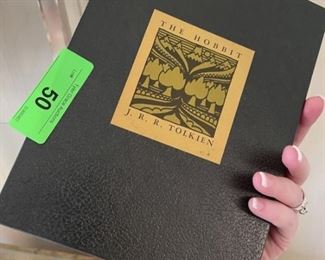 THE HOBBIT
J. R. R. TOLKIEN
50